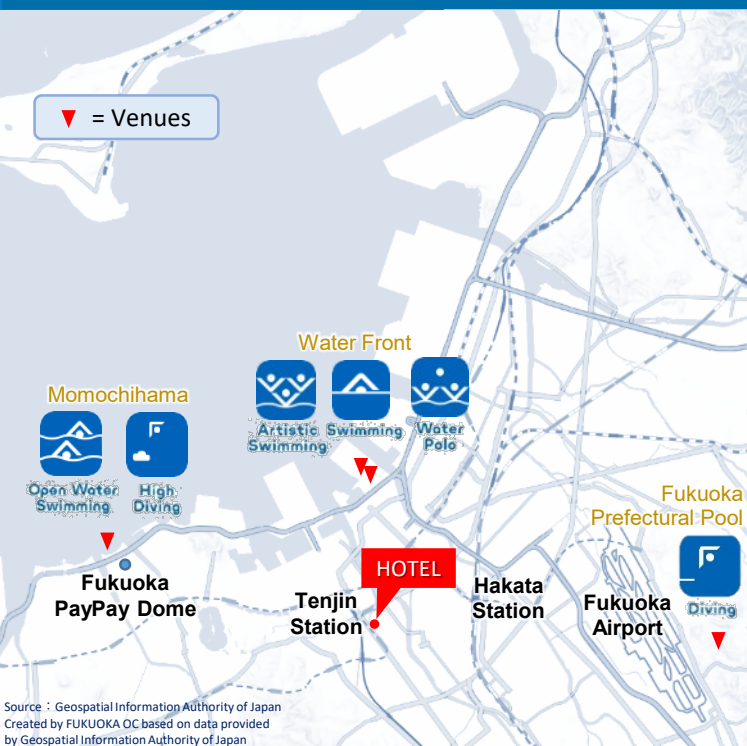 = Venues
Water Front
Artistic
Swimming
Swimming
Water
Polo
Momochihama
Open Water
Swimming
High
Diving
Fukuoka
Prefectural Pool
Diving
HOTEL
Fukuoka
PayPay Dome
Tenjin
Station
Hakata
Station
Fukuoka
Airport
Source：Geospatial Information Authority of Japan
Created by FUKUOKA OC based on data provided
by Geospatial Information Authority of Japan